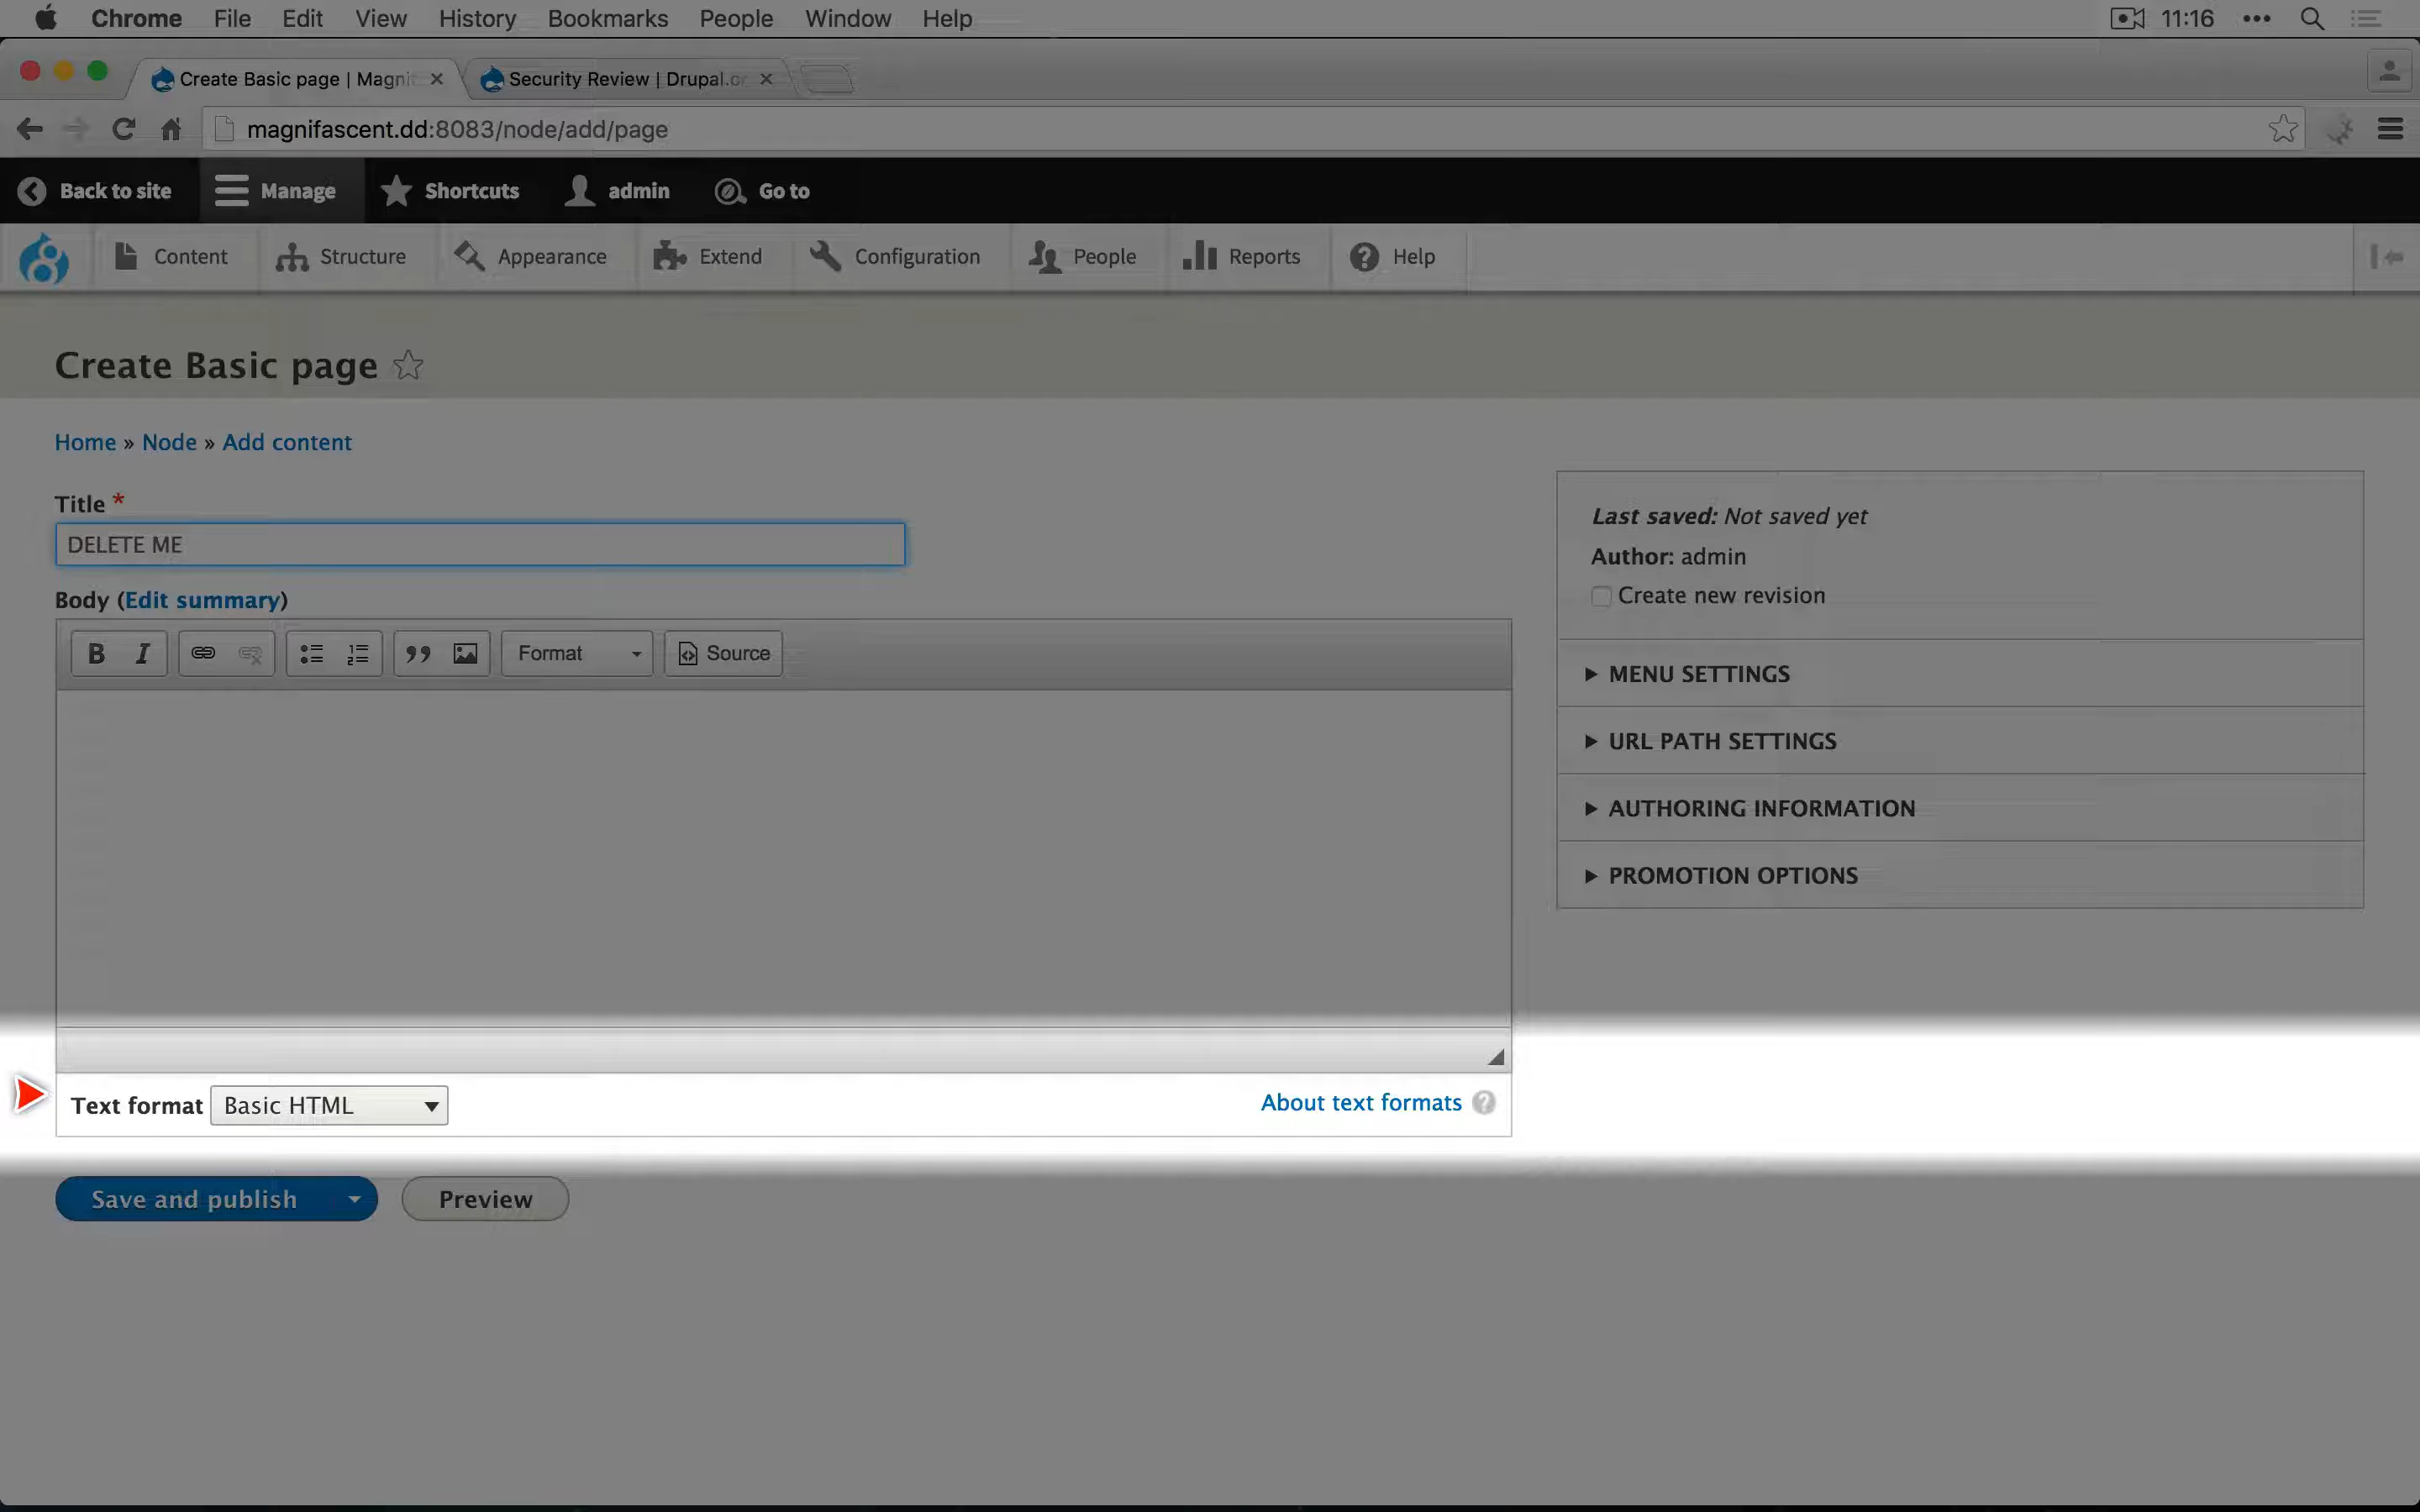 Chrome File Edit View History Bookmarks People Window Help 11:16
Create Basic page | Magni Security Review | Drupal.or
magnifascent.dd:8083/node/add/page
Back to site Manage Shortcuts admin Go to
Content Structure Appearance Extend Configuration People Reports Help
Create Basic page
Home » Node » Add content
Title *
DELETE ME
Body (Edit summary)
B I Format Source
Last saved: Not saved yet
Author: admin
Create new revision
MENU SETTINGS
URL PATH SETTINGS
AUTHORING INFORMATION
PROMOTION OPTIONS
Text format Basic HTML About text formats ?
Save and publish Preview